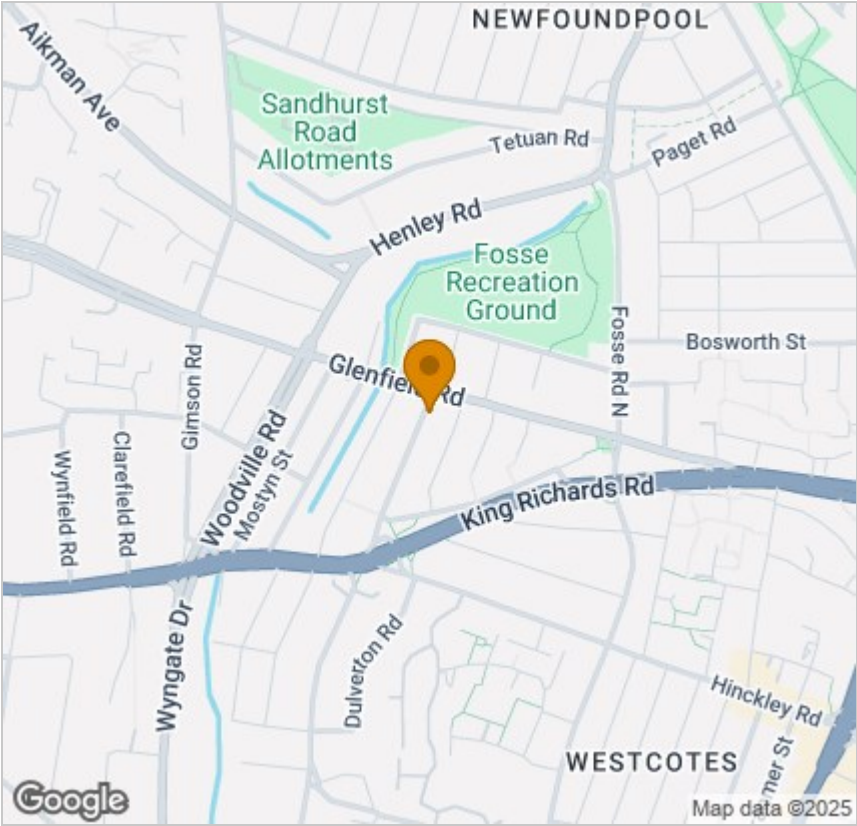 NEWFOUNDPOOL
Aikman Ave
Sandhurst
Road
Allotments
Tetuan Rd
Paget Rd
Henley Rd
Fosse
Recreation
Ground
Fosse Rd N
Bosworth St
Gimson Rd
Glenfield Rd
Woodville Rd
Mostyn St
Clarefield Rd
Wynfield Rd
King Richards Rd
Wyngate Dr
Dulverton Rd
Hinckley Rd
WESTCOTES
mer St
Google
Map data ©2025